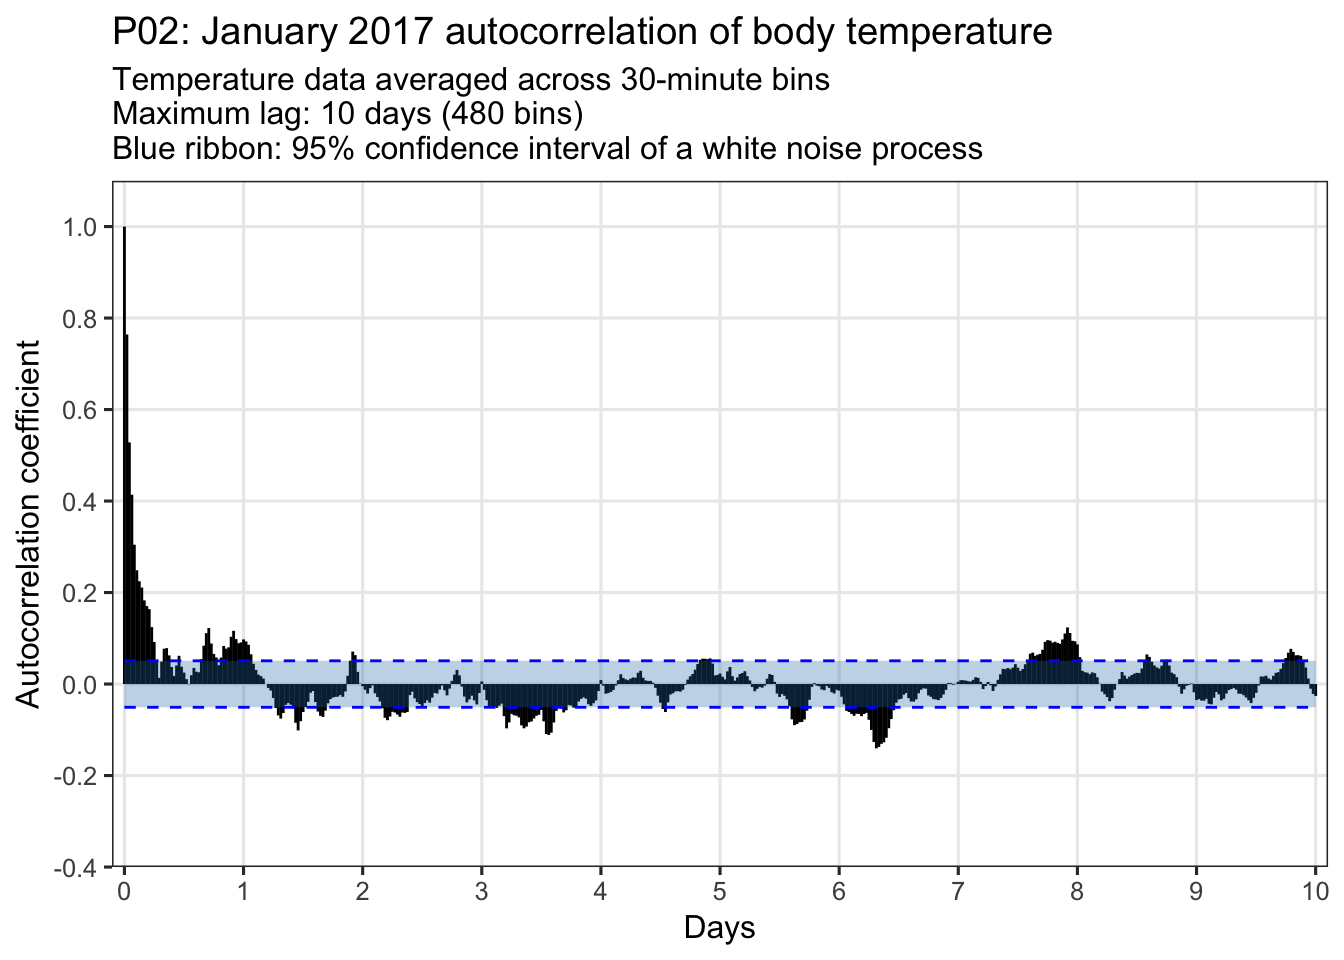 P02: January 2017 autocorrelation of body temperature
Temperature data averaged across 30-minute bins
Maximum lag: 10 days (480 bins)
Blue ribbon: 95% confidence interval of a white noise process
Autocorrelation coefficient
1.0
0.8
0.6
0.4
0.2
0.0
-0.2
-0.4
0 1 2 3 4 5 6 7 8 9 10
Days